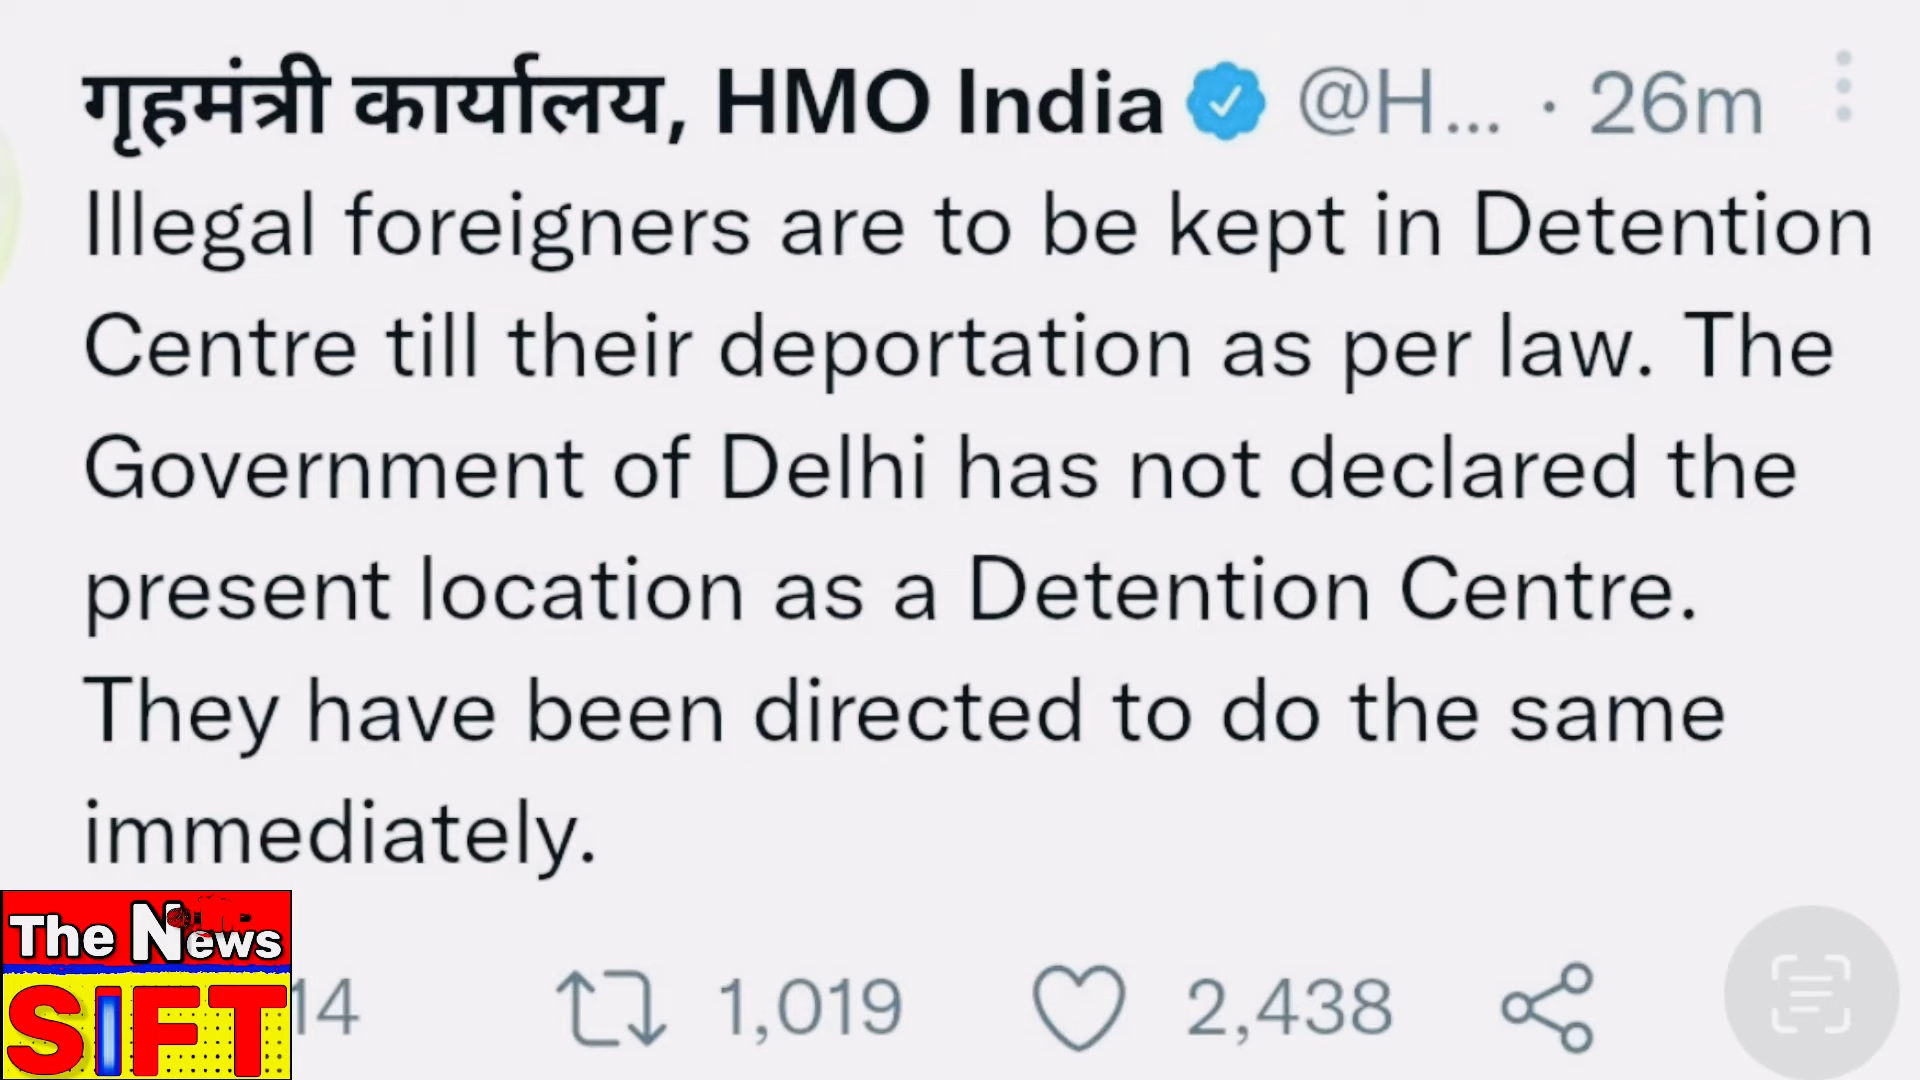 गृहमंत्री कार्यालय, HMO India @H... · 26m
Illegal foreigners are to be kept in Detention
Centre till their deportation as per law. The
Government of Delhi has not declared the
present location as a Detention Centre.
They have been directed to do the same
immediately.
The News
SIFT
14 1,019 2,438